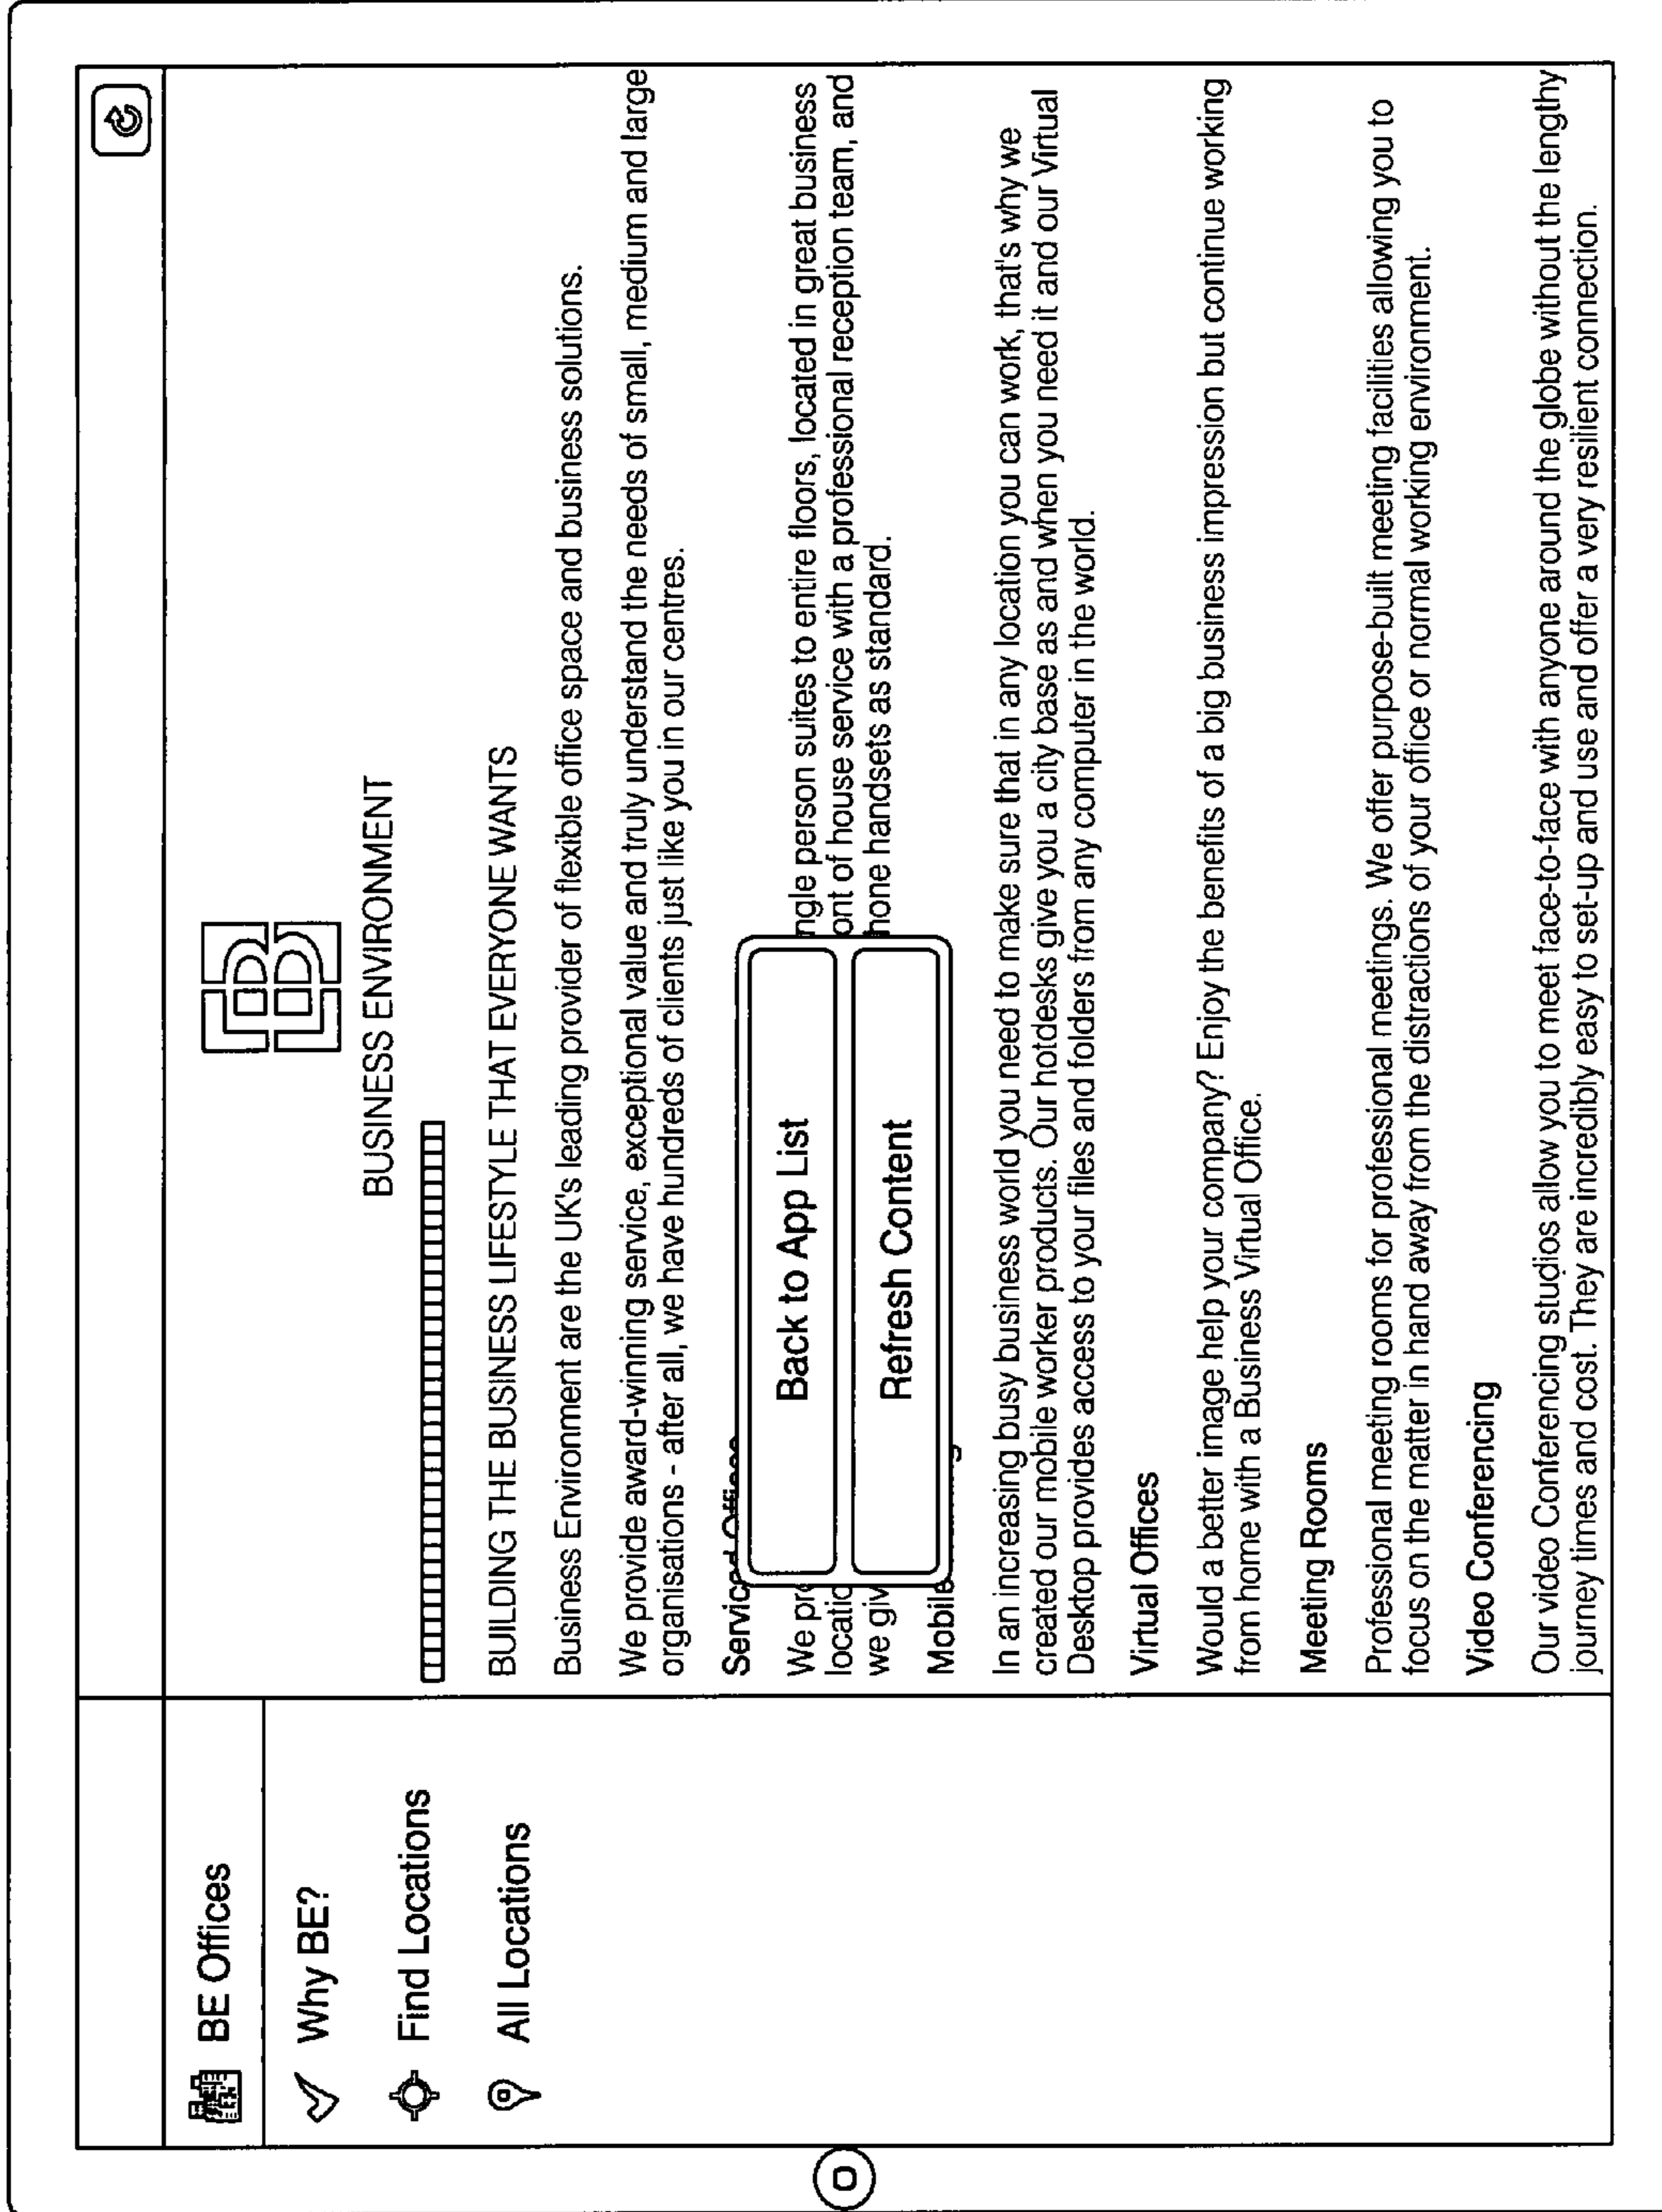 BE Offices
Why BE?
Find Locations
All Locations
BUSINESS ENVIRONMENT
BUILDING THE BUSINESS LIFESTYLE THAT EVERYONE WANTS
Business Environment are the UK's leading provider of flexible office space and business solutions.
We provide award-winning service, exceptional value and truly understand the needs of small, medium and large
organisations - after all, we have hundreds of clients just like you in our centres.
Serviced Offices
We pr ngle person suites to entire floors, located in great business
locatio ont of house service with a professional reception team, and
we giv hone handsets as standard.
Back to App List
Refresh Content
Mobile
In an increasing busy business world you need to make sure that in any location you can work, that's why we
created our mobile worker products. Our hotdesks give you a city base as and when you need it and our Virtual
Desktop provides access to your files and folders from any computer in the world.
Virtual Offices
Would a better image help your company? Enjoy the benefits of a big business impression but continue working
from home with a Business Virtual Office.
Meeting Rooms
Professional meeting rooms for professional meetings. We offer purpose-built meeting facilities allowing you to
focus on the matter in hand away from the distractions of your office or normal working environment.
Video Conferencing
Our video Conferencing studios allow you to meet face-to-face with anyone around the globe without the lengthy
journey times and cost. They are incredibly easy to set-up and use and offer a very resilient connection.